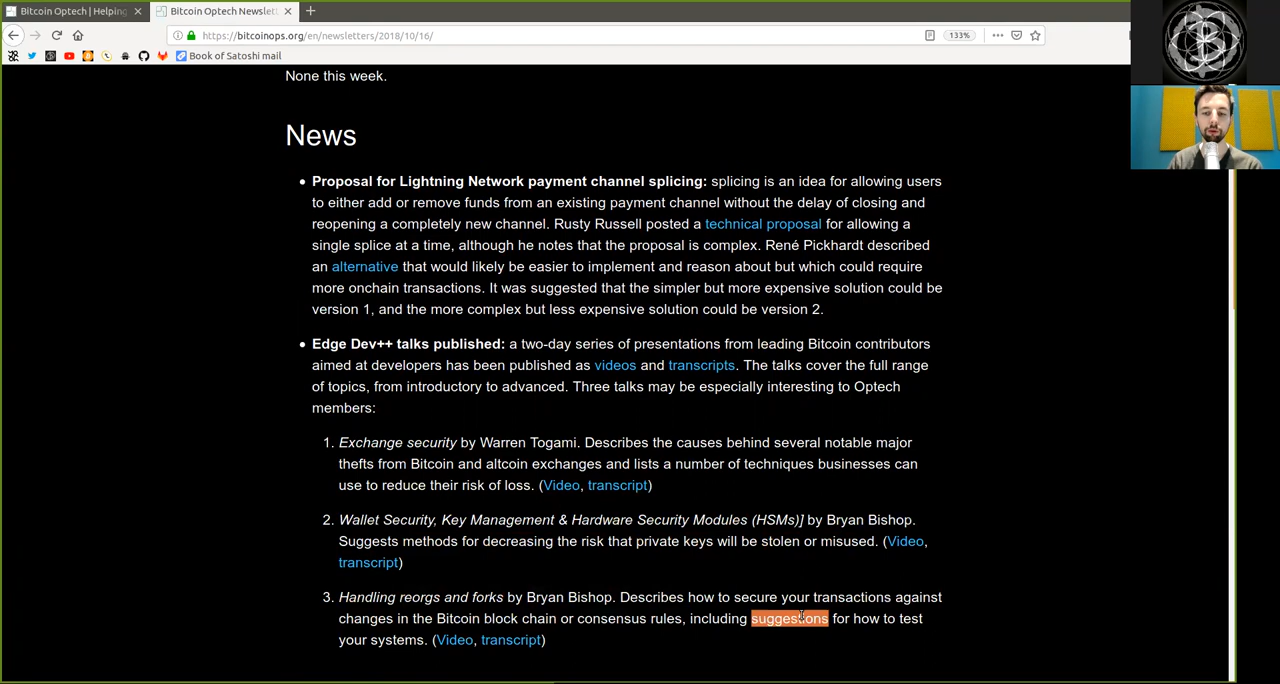 Bitcoin Optech | Helping
Bitcoin Optech Newslett
https://bitcoinops.org/en/newsletters/2018/10/16/
133%
Book of Satoshi mail
None this week.
News
Proposal for Lightning Network payment channel splicing: splicing is an idea for allowing users
to either add or remove funds from an existing payment channel without the delay of closing and
reopening a completely new channel. Rusty Russell posted a technical proposal for allowing a
single splice at a time, although he notes that the proposal is complex. René Pickhardt described
an alternative that would likely be easier to implement and reason about but which could require
more onchain transactions. It was suggested that the simpler but more expensive solution could be
version 1, and the more complex but less expensive solution could be version 2.
Edge Dev++ talks published: a two-day series of presentations from leading Bitcoin contributors
aimed at developers has been published as videos and transcripts. The talks cover the full range
of topics, from introductory to advanced. Three talks may be especially interesting to Optech
members:
1. Exchange security by Warren Togami. Describes the causes behind several notable major
thefts from Bitcoin and altcoin exchanges and lists a number of techniques businesses can
use to reduce their risk of loss. (Video, transcript)
2. Wallet Security, Key Management & Hardware Security Modules (HSMs)] by Bryan Bishop.
Suggests methods for decreasing the risk that private keys will be stolen or misused. (Video,
transcript)
3. Handling reorgs and forks by Bryan Bishop. Describes how to secure your transactions against
changes in the Bitcoin block chain or consensus rules, including suggestions for how to test
your systems. (Video, transcript)